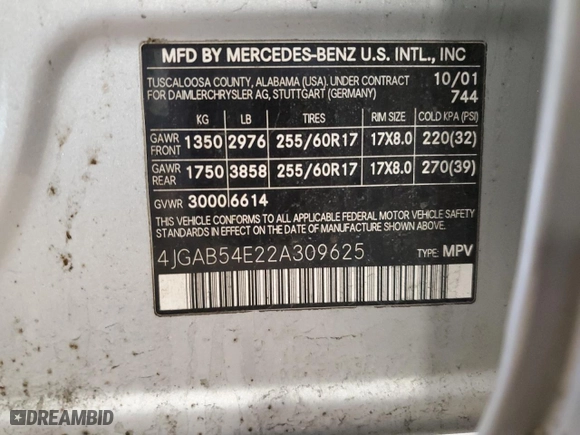 MFD BY MERCEDES-BENZ U.S. INTL., INC
TUSCALOOSA COUNTY, ALABAMA (USA). UNDER CONTRACT 10/01
FOR DAIMLERCHRYSLER AG, STUTTGART (GERMANY) 744
KG LB TIRES RIM SIZE COLD KPA (PSI)
GAWR FRONT 1350 2976 255/60R17 17X8.0 220(32)
GAWR REAR 1750 3858 255/60R17 17X8.0 270(39)
GVWR 3000 6614
THIS VEHICLE CONFORMS TO ALL APPLICABLE FEDERAL MOTOR VEHICLE SAFETY
STANDARDS IN EFFECT ON THE DATE OF MANUFACTURE SHOWN ABOVE.
4JGAB54E22A309625 TYPE: MPV
DREAMBID